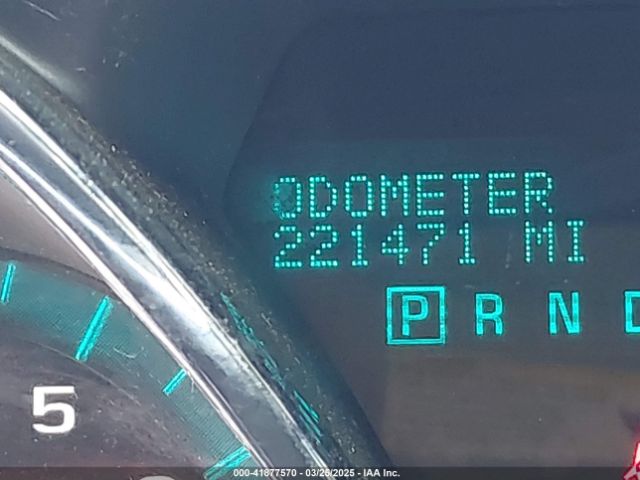 ODOMETER
221471 MI
P R N D
5
000-41877570 - 03/26/2025 - IAA Inc.